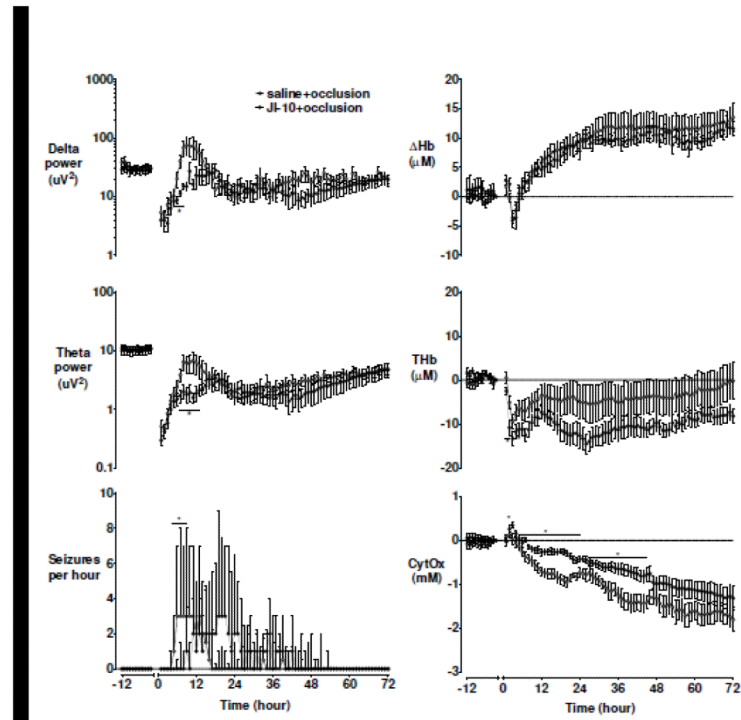 saline+occlusion
JI-10+occlusion
Delta
power
(uV²)
1000
100
10
1
ΔHb
(µM)
20
15
10
5
0
-5
-10
Theta
power
(uV²)
100
10
1
0.1
*
*
THb
(µM)
20
10
0
-10
-20
*
Seizures
per hour
10
8
6
4
2
0
*
-12 0 12 24 36 48 60 72
Time (hour)
CytOx
(mM)
1
0
-1
-2
-3
*
*
*
-12 0 12 24 36 48 60 72
Time (hour)